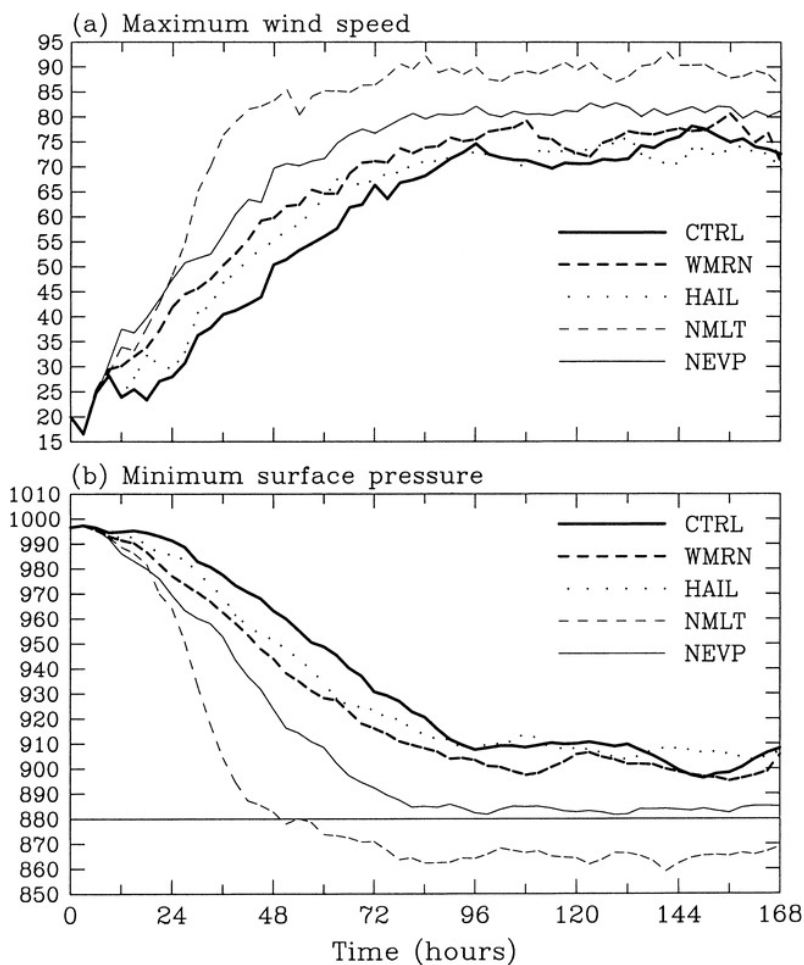 (a) Maximum wind speed
95
90
85
80
75
70
65
60
55
50
45
40
35
30
25
20
15
CTRL
WMRN
HAIL
NMLT
NEVP
(b) Minimum surface pressure
1010
1000
990
980
970
960
950
940
930
920
910
900
890
880
870
860
850
CTRL
WMRN
HAIL
NMLT
NEVP
0 24 48 72 96 120 144 168
Time (hours)